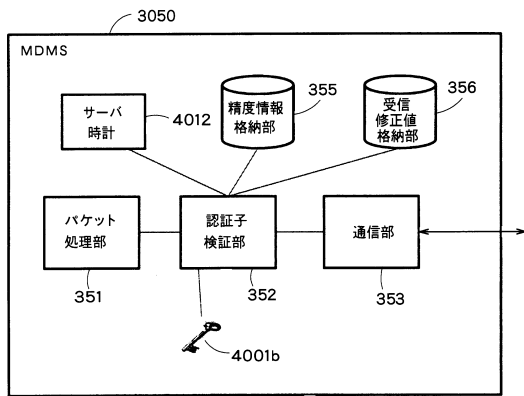 3050
MDMS
サーバ
時計
4012
精度情報
格納部
355
受信
修正値
格納部
356
パケット
処理部
351
認証子
検証部
352
通信部
353
4001b